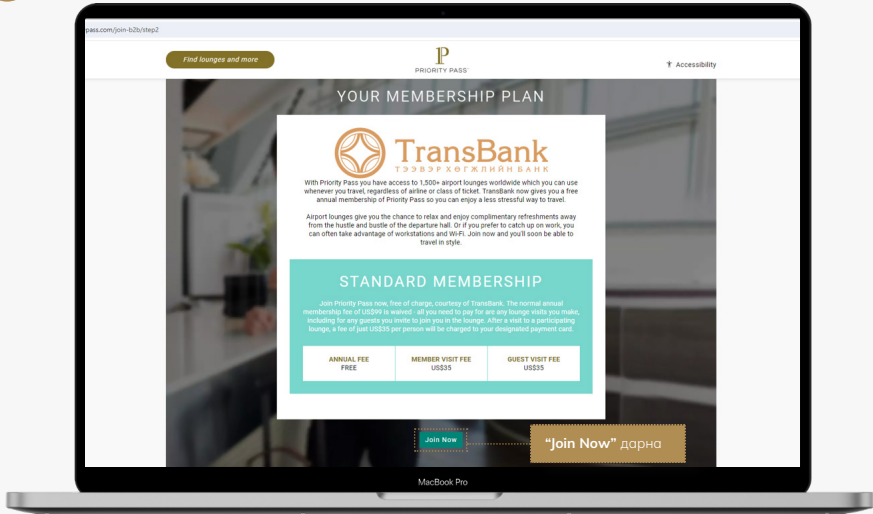 pass.com/join-b2b/step2
Find lounges and more
PRIORITY PASS
Accessibility
YOUR MEMBERSHIP PLAN
TransBank
ТЭЭВЭР ХӨГЖЛИЙН БАНК
With Priority Pass you have access to 1,500+ airport lounges worldwide which you can use
whenever you travel, regardless of airline or class of ticket. TransBank now gives you a free
annual membership of Priority Pass so you can enjoy a less stressful way to travel.
Airport lounges give you the chance to relax and enjoy complimentary refreshments away
from the hustle and bustle of the departure hall. Or if you prefer to catch up on work, you
can often take advantage of workstations and Wi-Fi. Join now and you'll soon be able to
travel in style.
STANDARD MEMBERSHIP
Join Priority Pass now, free of charge, courtesy of TransBank. The normal annual
membership fee of US$99 is waived - all you need to pay for are any lounge visits you make,
including for any guests you invite to join you in the lounge. After a visit to a participating
lounge, a fee of just US$35 per person will be charged to your designated payment card.
ANNUAL FEE
FREE
MEMBER VISIT FEE
US$35
GUEST VISIT FEE
US$35
Join Now
“Join Now” дарна
MacBook Pro